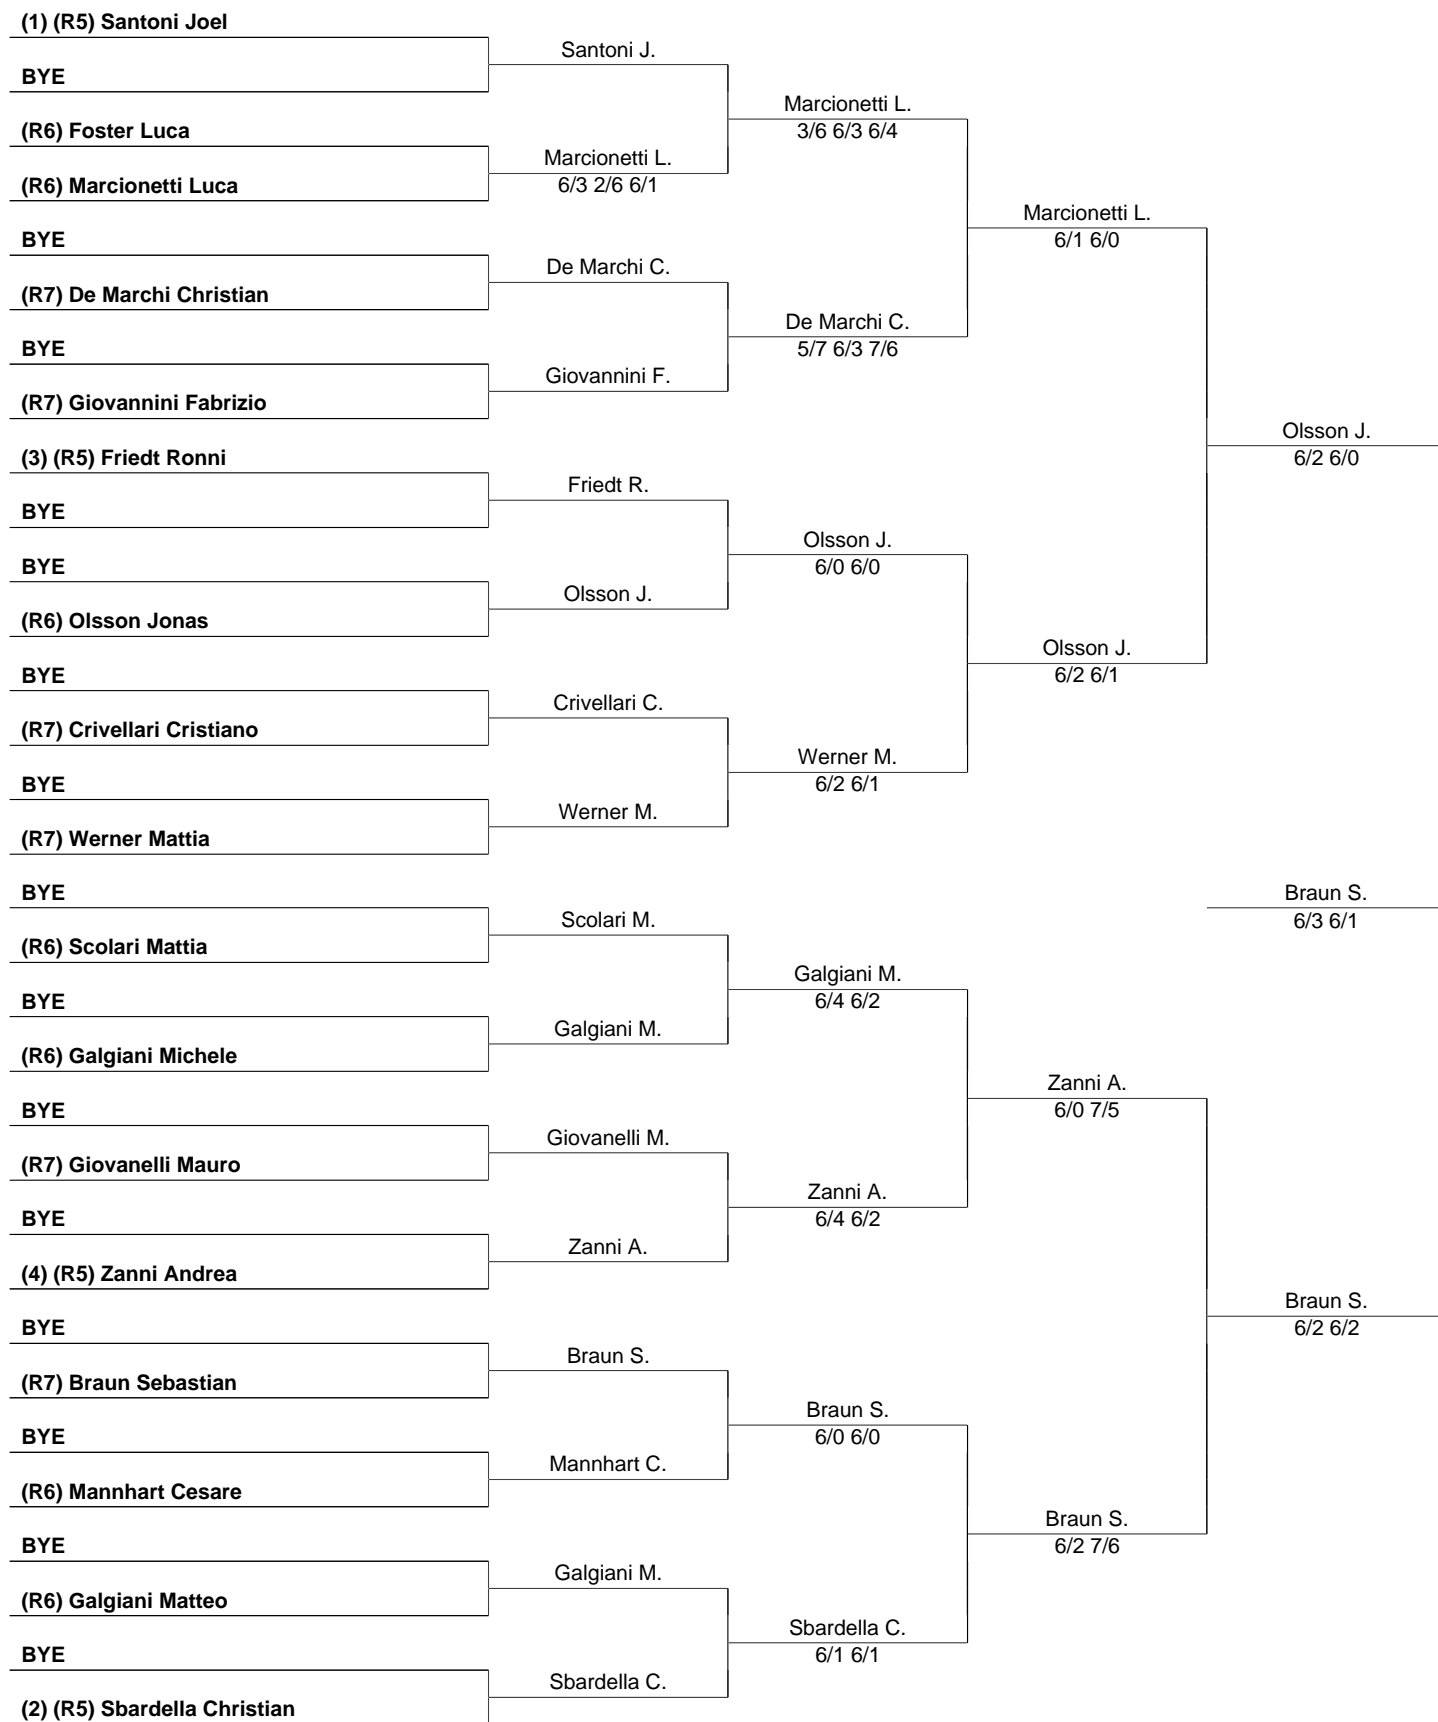 (1) (R5) Santoni Joel
Santoni J.
BYE
Marcionetti L.
3/6 6/3 6/4
(R6) Foster Luca
Marcionetti L.
6/3 2/6 6/1
(R6) Marcionetti Luca
Marcionetti L.
6/1 6/0
BYE
De Marchi C.
(R7) De Marchi Christian
De Marchi C.
5/7 6/3 7/6
BYE
Giovannini F.
(R7) Giovannini Fabrizio
Olsson J.
6/2 6/0
(3) (R5) Friedt Ronni
Friedt R.
BYE
Olsson J.
6/0 6/0
BYE
Olsson J.
(R6) Olsson Jonas
Olsson J.
6/2 6/1
BYE
Crivellari C.
(R7) Crivellari Cristiano
Werner M.
6/2 6/1
BYE
Werner M.
(R7) Werner Mattia
BYE
Braun S.
6/3 6/1
Scolari M.
(R6) Scolari Mattia
Galgiani M.
6/4 6/2
BYE
Galgiani M.
(R6) Galgiani Michele
Zanni A.
6/0 7/5
BYE
Giovanelli M.
(R7) Giovanelli Mauro
Zanni A.
6/4 6/2
BYE
Zanni A.
(4) (R5) Zanni Andrea
Braun S.
6/2 6/2
BYE
Braun S.
(R7) Braun Sebastian
Braun S.
6/0 6/0
BYE
Mannhart C.
(R6) Mannhart Cesare
Braun S.
6/2 7/6
BYE
Galgiani M.
(R6) Galgiani Matteo
Sbardella C.
6/1 6/1
BYE
Sbardella C.
(2) (R5) Sbardella Christian